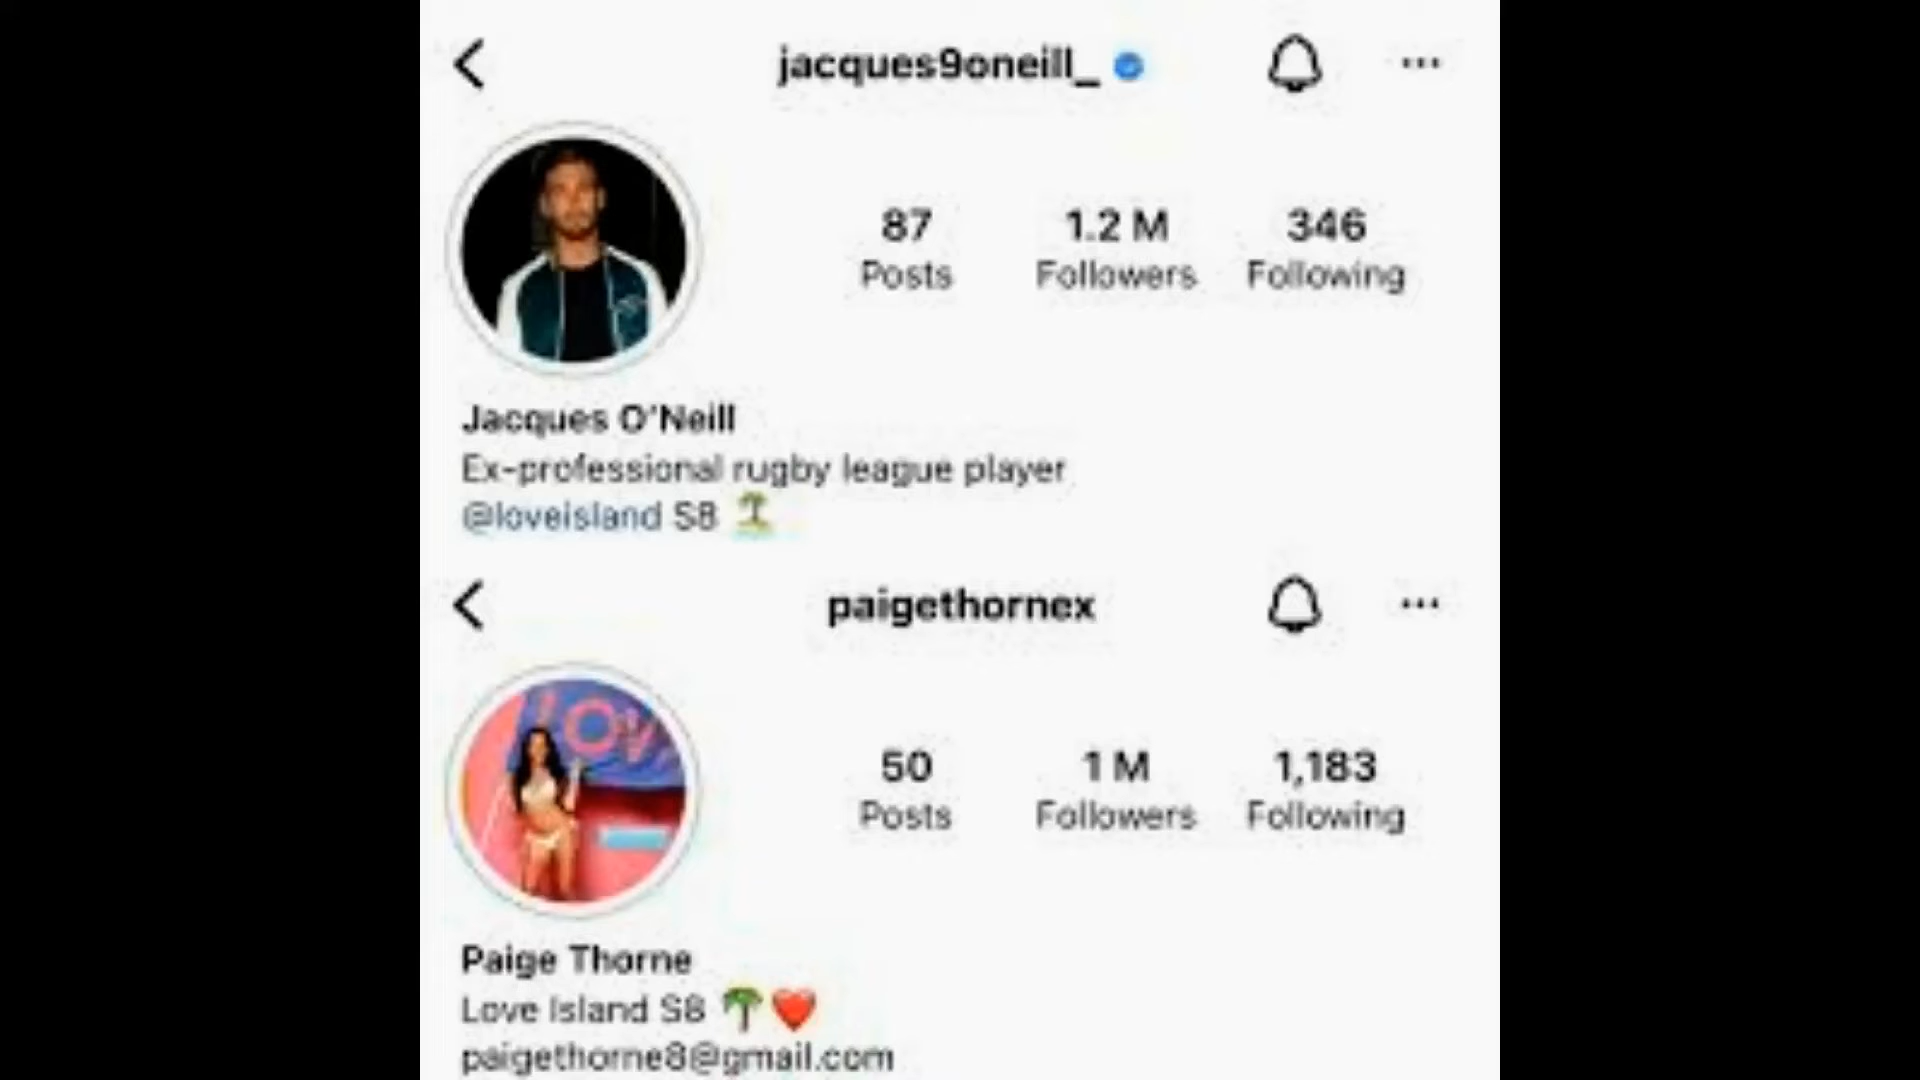 jacques9oneill_
87 1.2 M 346
Posts Followers Following
Jacques O'Neill
Ex-professional rugby league player
@loveisland S8 🏝️
paigethornex
LOV
50 1 M 1,183
Posts Followers Following
Paige Thorne
Love Island S8 🌴❤️
paigethorne8@gmail.com